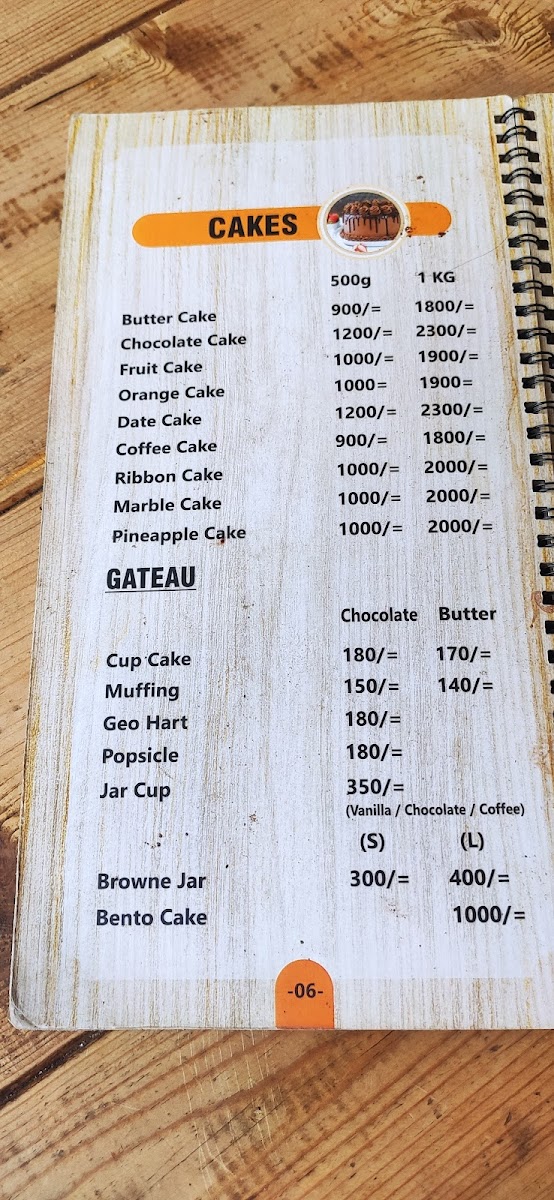 CAKES
500g 1 KG
Butter Cake 900/= 1800/=
Chocolate Cake 1200/= 2300/=
Fruit Cake 1000/= 1900/=
Orange Cake 1000= 1900=
Date Cake 1200/= 2300/=
Coffee Cake 900/= 1800/=
Ribbon Cake 1000/= 2000/=
Marble Cake 1000/= 2000/=
Pineapple Cake 1000/= 2000/=
GATEAU
Chocolate Butter
Cup Cake 180/= 170/=
Muffing 150/= 140/=
Geo Hart 180/=
Popsicle 180/=
Jar Cup 350/=
(Vanilla / Chocolate / Coffee)
(S) (L)
Browne Jar 300/= 400/=
Bento Cake 1000/=
-06-